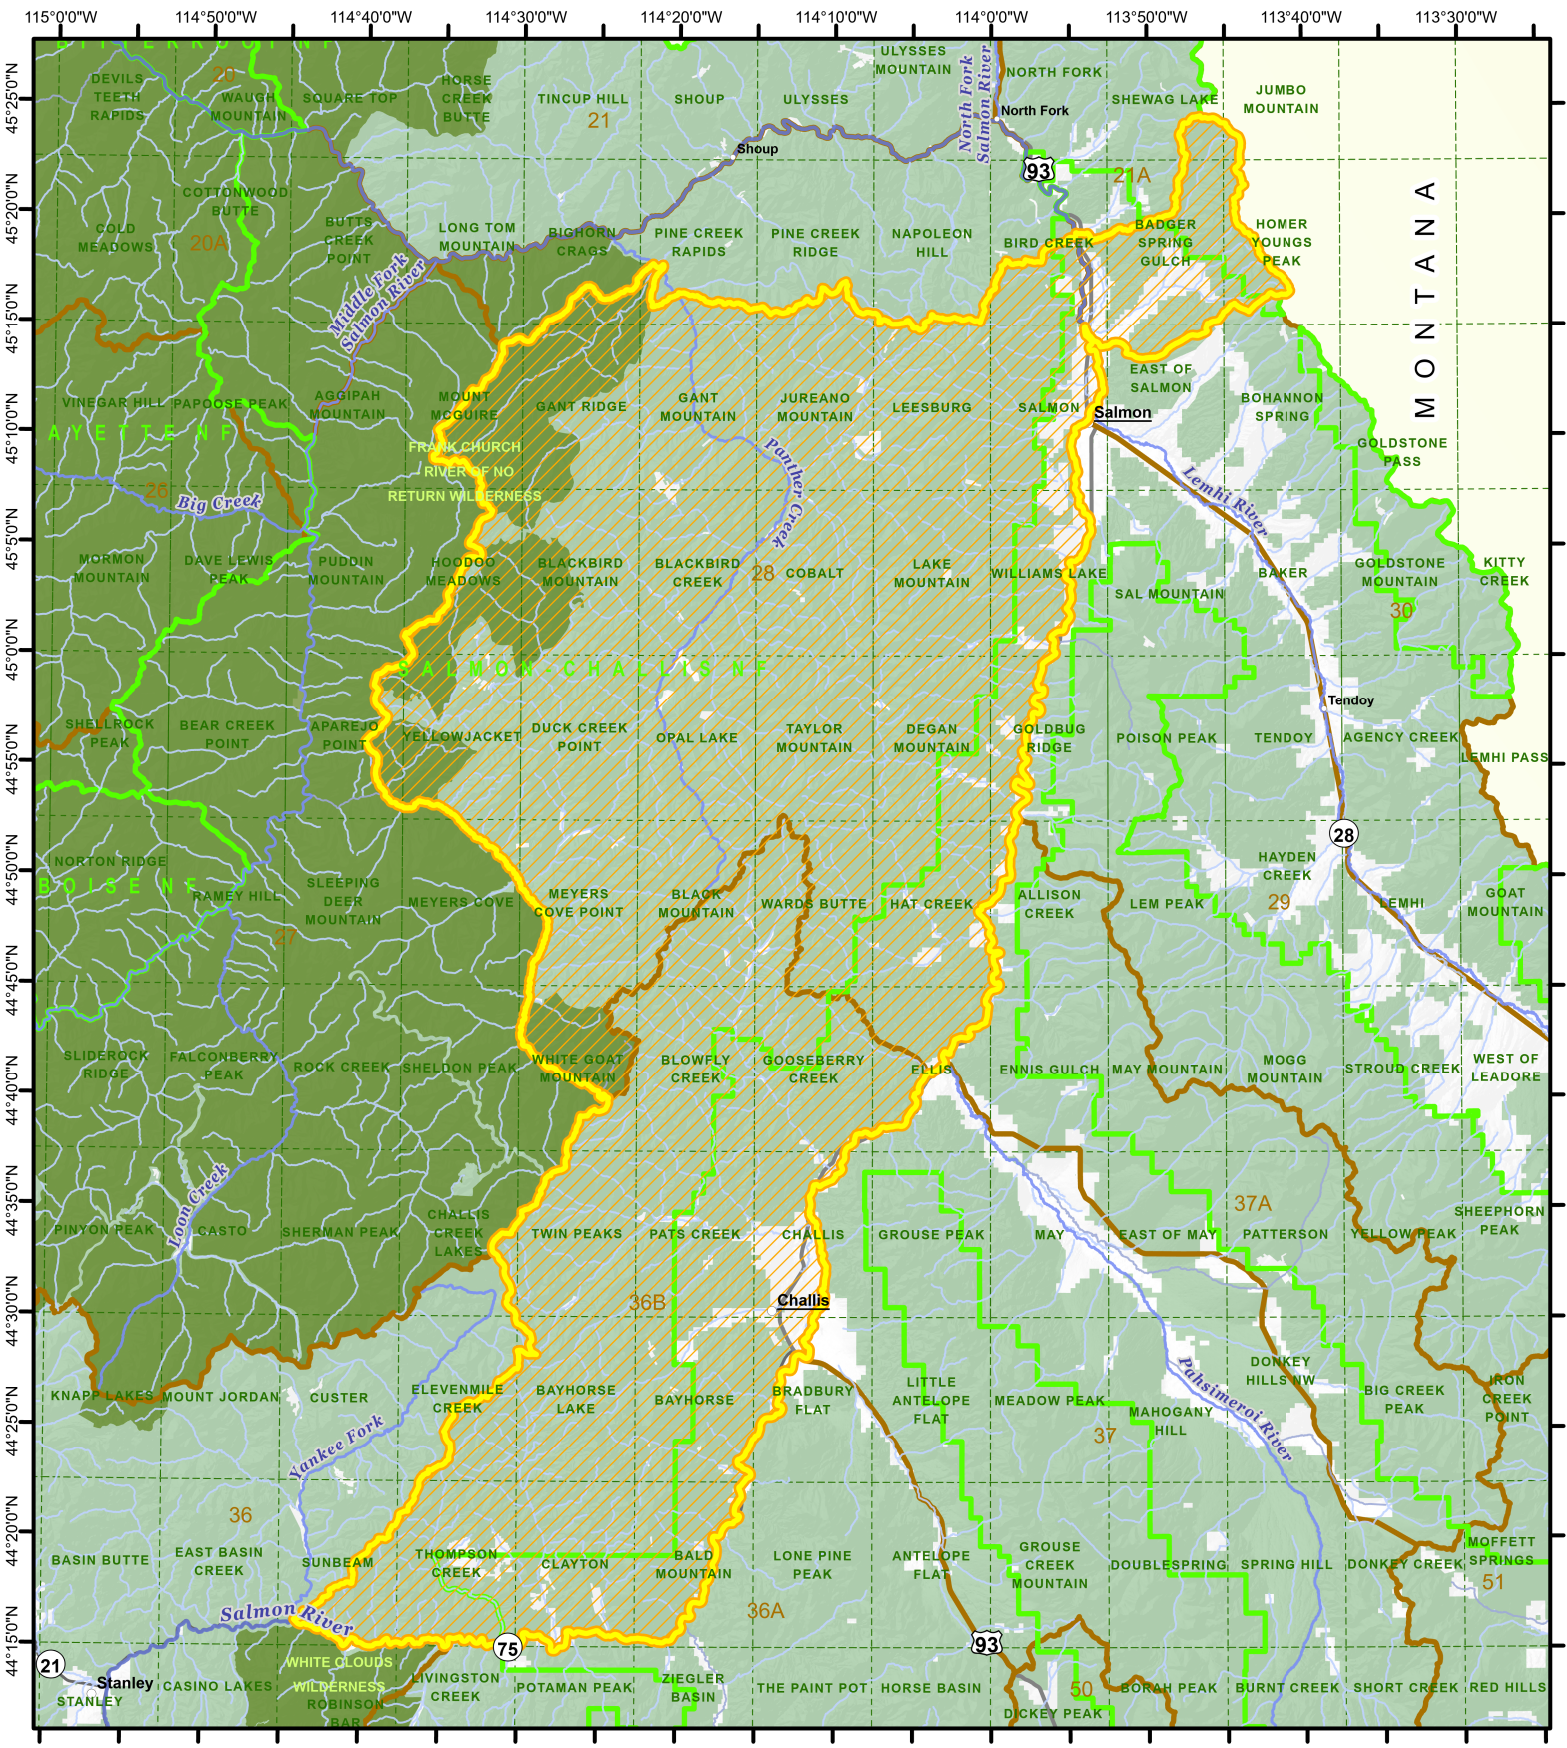 115°0'0"W 114°50'0"W 114°40'0"W 114°30'0"W 114°20'0"W 114°10'0"W 114°0'0"W 113°50'0"W 113°40'0"W 113°30'0"W
45°25'0"N
45°20'0"N
45°15'0"N
45°10'0"N
45°5'0"N
45°0'0"N
44°55'0"N
44°50'0"N
44°45'0"N
44°40'0"N
44°35'0"N
44°30'0"N
44°25'0"N
44°20'0"N
44°15'0"N
BITTERROOT NF
DEVILS
TEETH
RAPIDS
20
WAUGH
MOUNTAIN
SQUARE TOP
HORSE
CREEK
BUTTE
TINCUP HILL
21
SHOUP
ULYSSES
ULYSSES
MOUNTAIN
North Fork
Salmon River
NORTH FORK
North Fork
SHEWAG LAKE
JUMBO
MOUNTAIN
Shoup
93
21A
COLD
MEADOWS
COTTONWOOD
BUTTE
20A
BUTTS
CREEK
POINT
LONG TOM
MOUNTAIN
BIGHORN
CRAGS
PINE CREEK
RAPIDS
PINE CREEK
RIDGE
NAPOLEON
HILL
BIRD CREEK
BADGER
SPRING
GULCH
HOMER
YOUNGS
PEAK
MONTANA
Middle Fork
Salmon River
VINEGAR HILL
PAPOOSE PEAK
AYETTE NF
AGGIPAH
MOUNTAIN
MOUNT
MCGUIRE
GANT RIDGE
GANT
MOUNTAIN
JUREANO
MOUNTAIN
LEESBURG
SALMON
Salmon
EAST OF
SALMON
BOHANNON
SPRING
GOLDSTONE
PASS
FRANK CHURCH
RIVER OF NO
RETURN WILDERNESS
26
Big Creek
Panther Creek
Lemhi River
MORMON
MOUNTAIN
DAVE LEWIS
PEAK
PUDDIN
MOUNTAIN
HOODOO
MEADOWS
BLACKBIRD
MOUNTAIN
BLACKBIRD
CREEK
28
COBALT
LAKE
MOUNTAIN
WILLIAMS LAKE
SAL MOUNTAIN
BAKER
GOLDSTONE
MOUNTAIN
30
KITTY
CREEK
SALMON-CHALLIS NF
SHELLROCK
PEAK
BEAR CREEK
POINT
APAREJO
POINT
YELLOWJACKET
DUCK CREEK
POINT
OPAL LAKE
TAYLOR
MOUNTAIN
DEGAN
MOUNTAIN
GOLDBUG
RIDGE
POISON PEAK
TENDOY
Tendoy
AGENCY CREEK
LEMHI PASS
28
NORTON RIDGE
BOISE NF
RAMEY HILL
27
SLEEPING
DEER
MOUNTAIN
MEYERS COVE
MEYERS
COVE POINT
BLACK
MOUNTAIN
WARDS BUTTE
HAT CREEK
ALLISON
CREEK
LEM PEAK
HAYDEN
CREEK
29
LEMHI
GOAT
MOUNTAIN
SLIDEROCK
RIDGE
FALCONBERRY
PEAK
ROCK CREEK
SHELDON PEAK
WHITE GOAT
MOUNTAIN
BLOWFLY
CREEK
GOOSEBERRY
CREEK
ELLIS
ENNIS GULCH
MAY MOUNTAIN
MOGG
MOUNTAIN
STROUD CREEK
WEST OF
LEADORE
Loon Creek
PINYON PEAK
CASTO
SHERMAN PEAK
CHALLIS
CREEK
LAKES
TWIN PEAKS
PATS CREEK
CHALLIS
GROUSE PEAK
MAY
EAST OF MAY
37A
PATTERSON
YELLOW PEAK
SHEEPHORN
PEAK
36B
Challis
KNAPP LAKES
MOUNT JORDAN
CUSTER
ELEVENMILE
CREEK
BAYHORSE
LAKE
BAYHORSE
BRADBURY
FLAT
LITTLE
ANTELOPE
FLAT
MEADOW PEAK
37
MAHOGANY
HILL
Pahsimeroi River
DONKEY
HILLS NW
BIG CREEK
PEAK
IRON
CREEK
POINT
Yankee Fork
36
BASIN BUTTE
EAST BASIN
CREEK
SUNBEAM
THOMPSON
CREEK
CLAYTON
BALD
MOUNTAIN
LONE PINE
PEAK
36A
ANTELOPE
FLAT
GROUSE
CREEK
MOUNTAIN
DOUBLESPRING
SPRING HILL
DONKEY CREEK
MOFFETT
SPRINGS
51
Salmon River
21
Stanley
STANLEY
CASINO LAKES
WHITE CLOUDS
WILDERNESS
ROBINSON
BAR
75
LIVINGSTON
CREEK
POTAMAN PEAK
ZIEGLER
BASIN
THE PAINT POT
HORSE BASIN
93
50
DICKEY PEAK
BORAH PEAK
BURNT CREEK
SHORT CREEK
RED HILLS